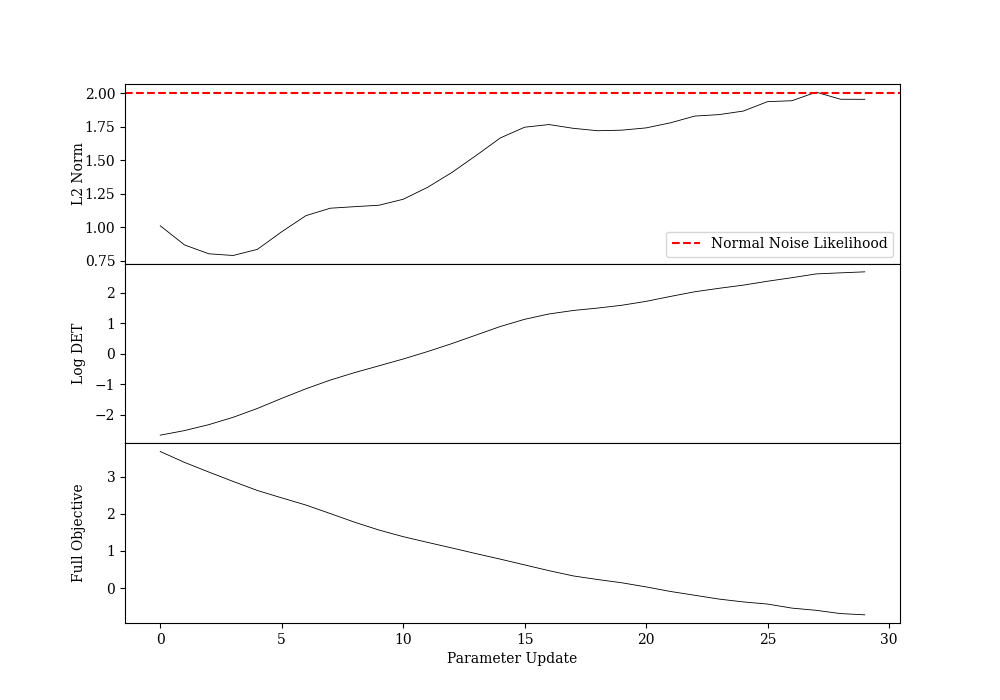 2.00
1.75
1.50
1.25
1.00
0.75
L2 Norm
Normal Noise Likelihood
2
1
0
−1
−2
Log DET
3
2
1
0
Full Objective
0 5 10 15 20 25 30
Parameter Update